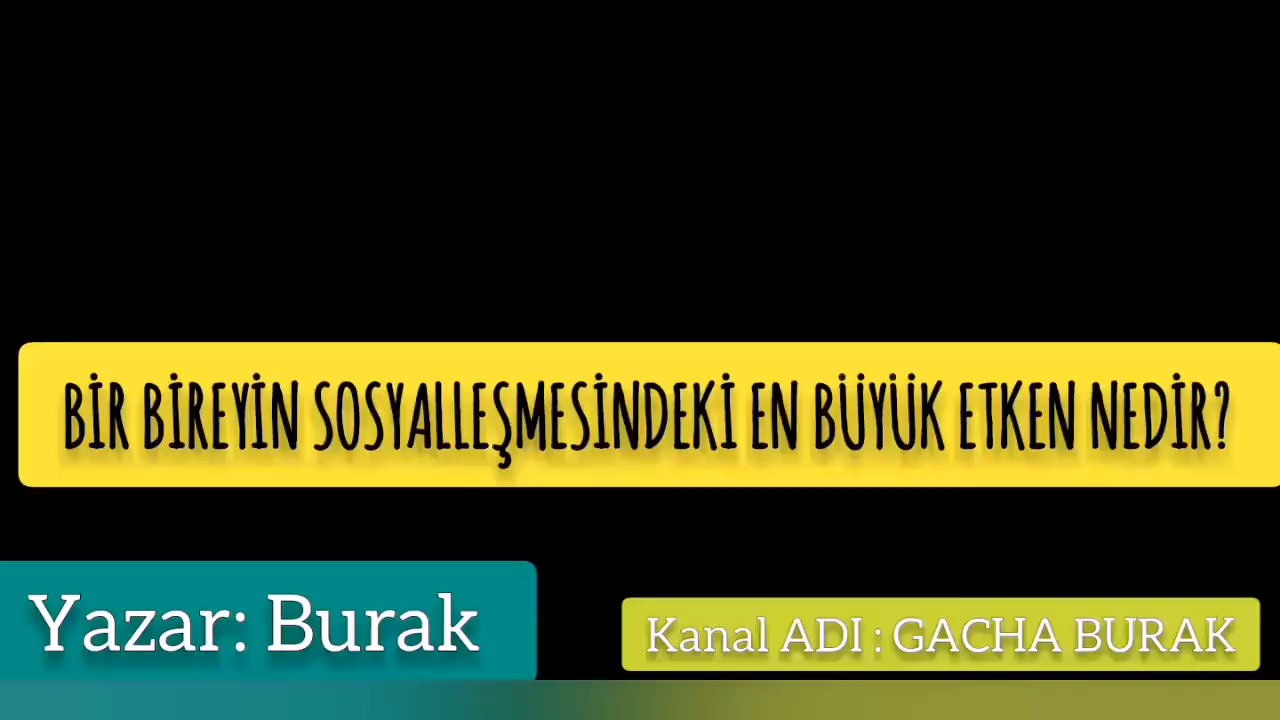 BİR BİREYİN SOSYALLEŞMESİNDEKİ EN BÜYÜK ETKEN NEDİR?
Yazar: Burak
Kanal ADI : GACHA BURAK